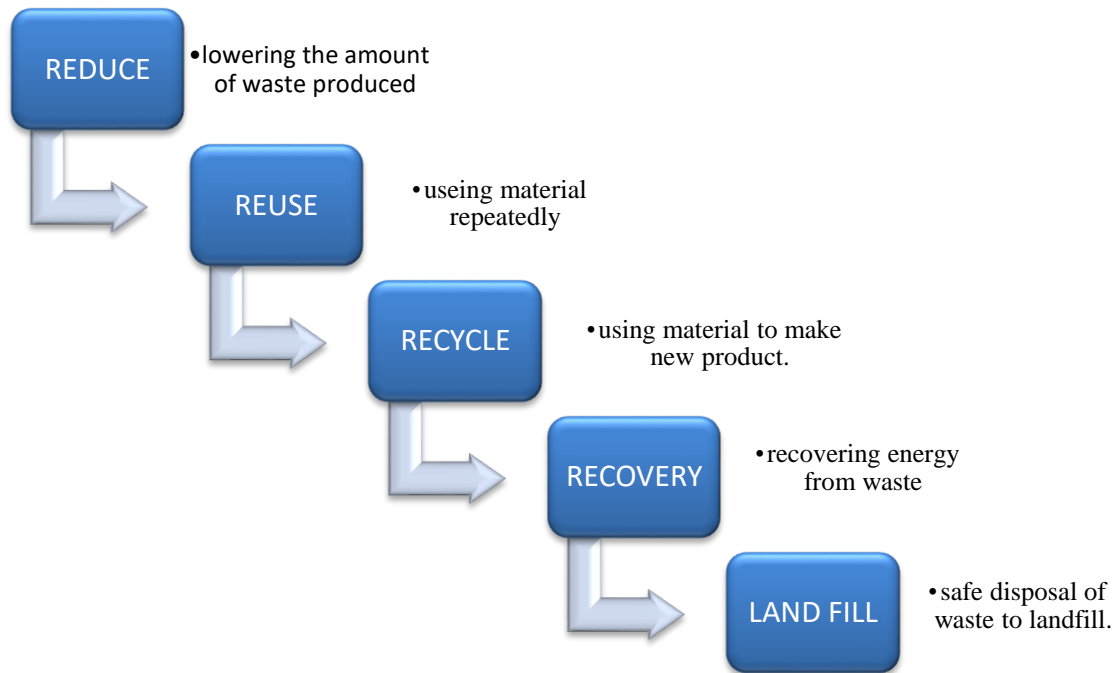 REDUCE
•lowering the amount
of waste produced
REUSE
•useing material
repeatedly
RECYCLE
•using material to make
new product.
RECOVERY
•recovering energy
from waste
LAND FILL
•safe disposal of
waste to landfill.